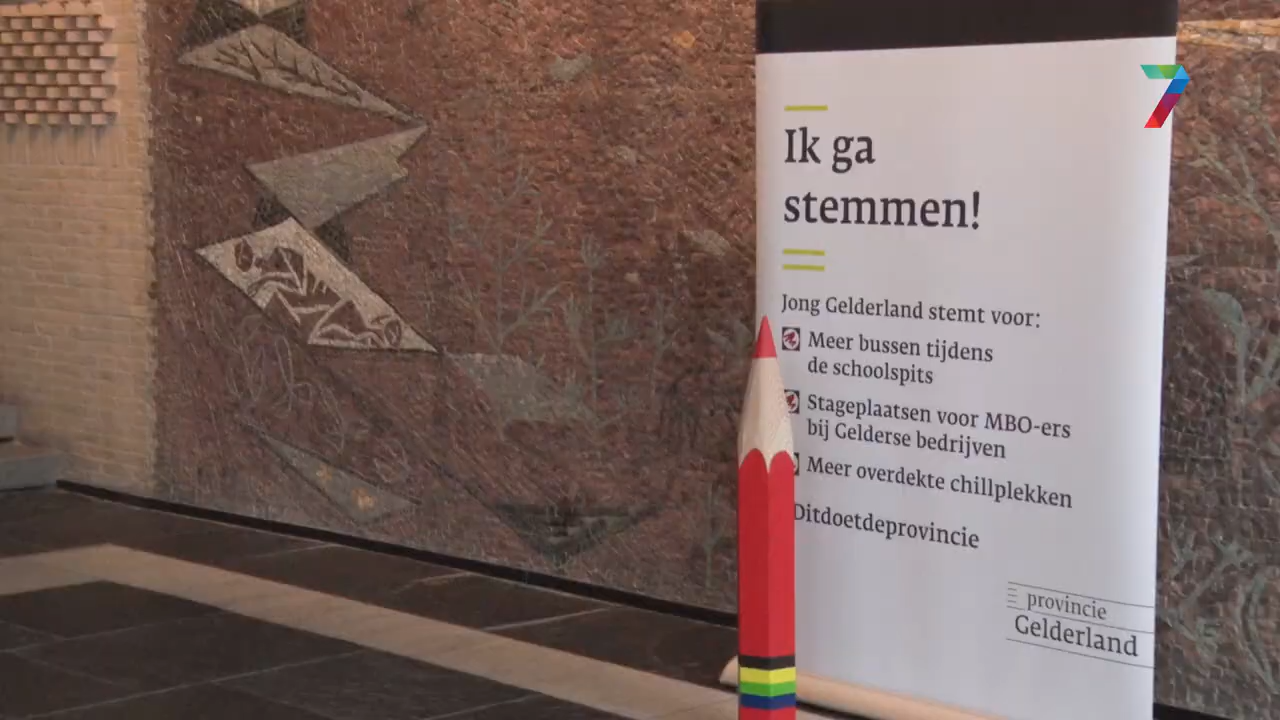 7
Ik ga
stemmen!
Jong Gelderland stemt voor:
Meer bussen tijdens
de schoolspits
Stageplaatsen voor MBO-ers
bij Gelderse bedrijven
Meer overdekte chillplekken
Ditdoetdeprovincie
provincie
Gelderland